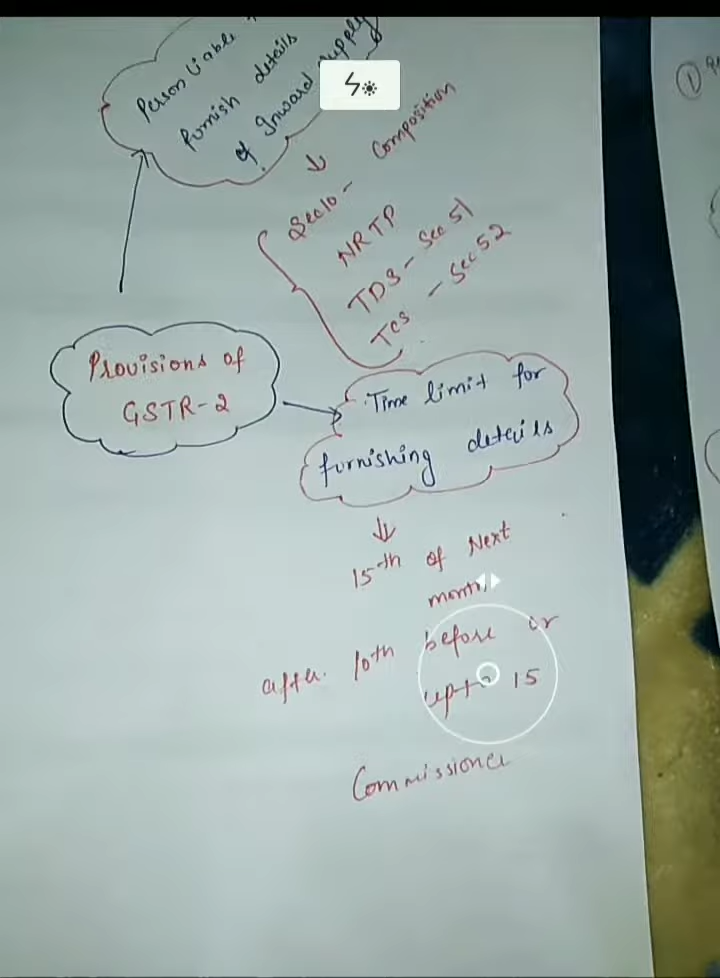 Person liable
furnish details
of Inward supply
Sec10 - Composition
NRTP
TDS - Sec 51
TCS - Sec 52
Provisions of
GSTR-2
Time limit for
furnishing details
15th of Next
month
after 10th before or
upto 15
Commissioner
①